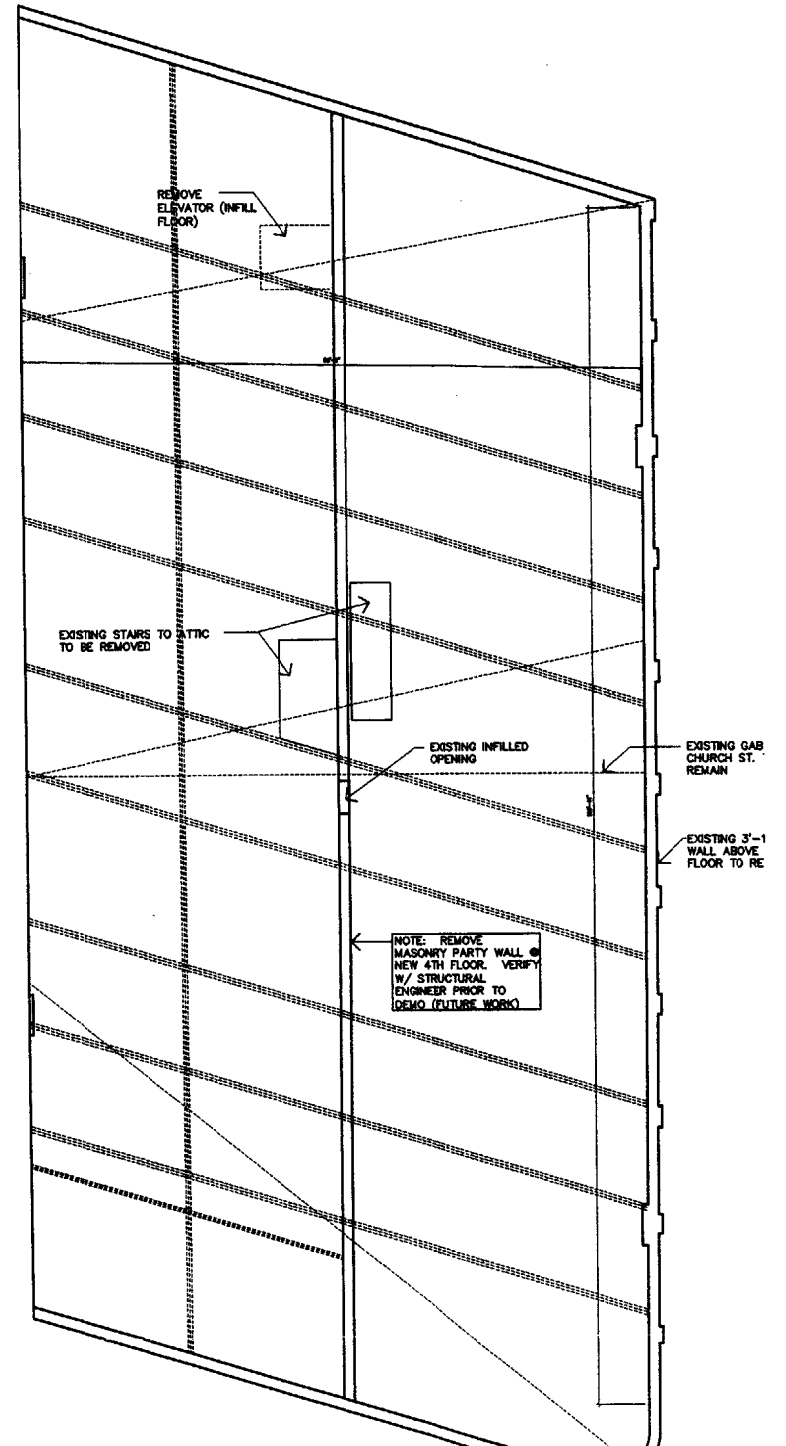 REMOVE
ELEVATOR (INFILL
FLOOR)
EXISTING STAIRS TO ATTIC
TO BE REMOVED
EXISTING INFILLED
OPENING
EXISTING GAB
CHURCH ST.
REMAIN
EXISTING 3'-1
WALL ABOVE
FLOOR TO RE
NOTE: REMOVE
MASONRY PARTY WALL @
NEW 4TH FLOOR. VERIFY
W/ STRUCTURAL
ENGINEER PRIOR TO
DEMO (FUTURE WORK)